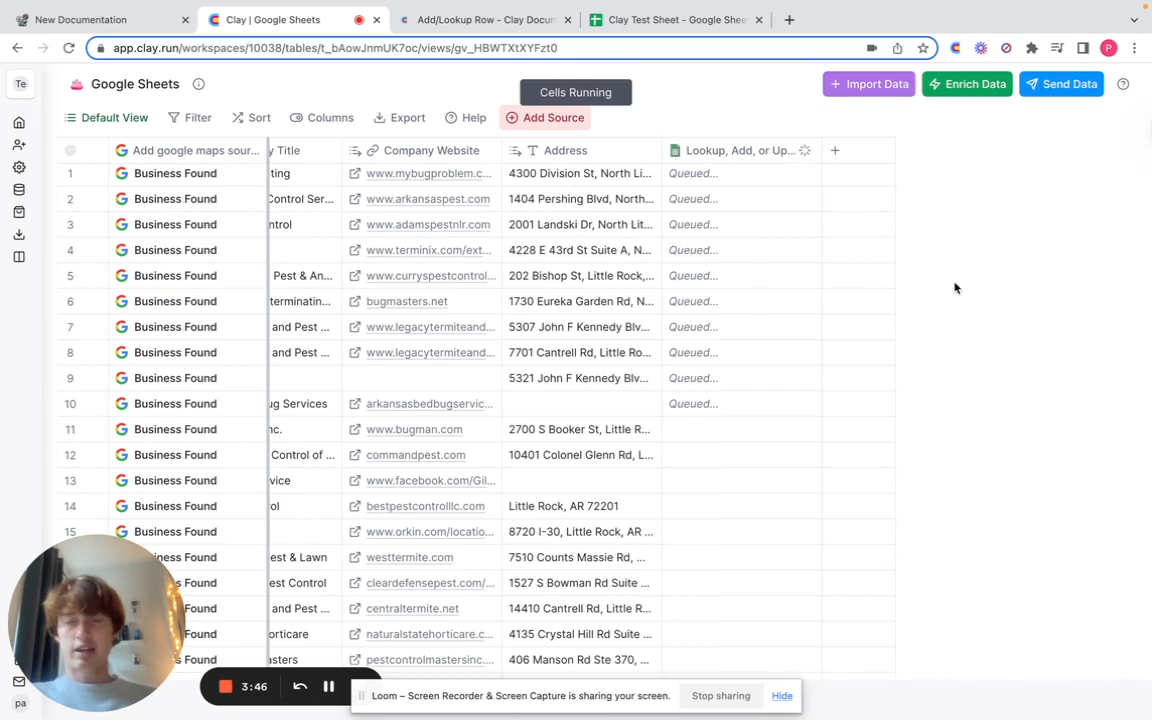 New Documentation
Clay | Google Sheets
Add/Lookup Row - Clay Docum
Clay Test Sheet - Google Shee
app.clay.run/workspaces/10038/tables/t_bAowJnmUK7oc/views/gv_HBWTXtXYFzt0
P
Te
Google Sheets
Cells Running
Import Data
Enrich Data
Send Data
Default View
Filter
Sort
Columns
Export
Help
Add Source
Add google maps sour... y Title Company Website Address Lookup, Add, or Up...
1 Business Found ting www.mybugproblem.c... 4300 Division St, North Li... Queued...
2 Business Found Control Ser... www.arkansaspest.com 1404 Pershing Blvd, North... Queued...
3 Business Found ntrol www.adamspestnlr.com 2001 Landski Dr, North Lit... Queued...
4 Business Found www.terminix.com/ext... 4228 E 43rd St Suite A, N... Queued...
5 Business Found Pest & An... www.curryspestcontrol... 202 Bishop St, Little Rock,... Queued...
6 Business Found terminatin... bugmasters.net 1730 Eureka Garden Rd, N... Queued...
7 Business Found and Pest ... www.legacytermiteand... 5307 John F Kennedy Blv... Queued...
8 Business Found and Pest ... www.legacytermiteand... 7701 Cantrell Rd, Little Ro... Queued...
9 Business Found 5321 John F Kennedy Blv... Queued...
10 Business Found ug Services arkansasbedbugservic... Queued...
11 Business Found nc. www.bugman.com 2700 S Booker St, Little R...
12 Business Found Control of ... commandpest.com 10401 Colonel Glenn Rd, L...
13 Business Found vice www.facebook.com/Gil...
14 Business Found ol bestpestcontrolllc.com Little Rock, AR 72201
15 Business Found www.orkin.com/locatio... 8720 I-30, Little Rock, AR ...
s Found est & Lawn westtermite.com 7510 Counts Massie Rd, ...
s Found est Control cleardefensepest.com/... 1527 S Bowman Rd Suite ...
s Found and Pest ... centraltermite.net 14410 Cantrell Rd, Little R...
s Found orticare naturalstatehorticare.c... 4135 Crystal Hill Rd Suite ...
Found asters pestcontrolmastersinc.... 406 Manson Rd Ste 370, ...
3:46
Loom – Screen Recorder & Screen Capture is sharing your screen.
Stop sharing
Hide
pa